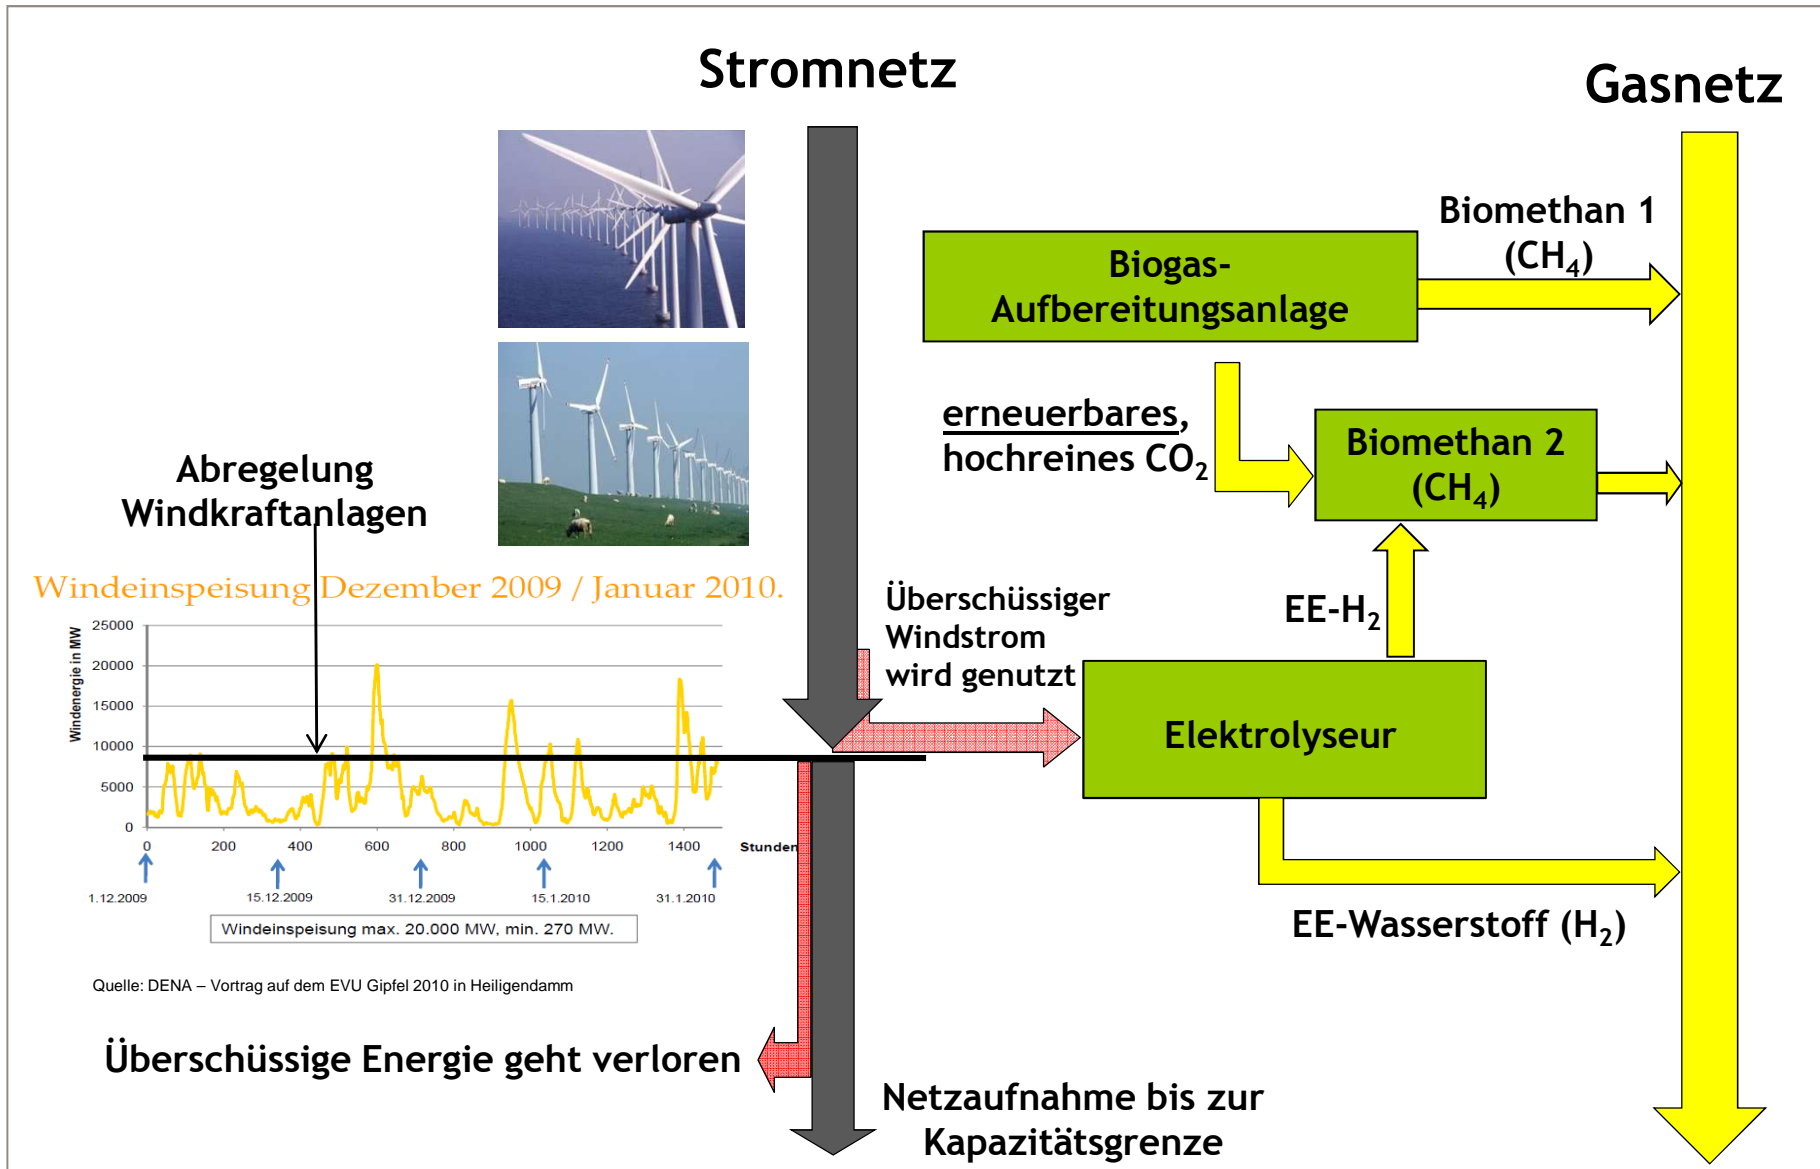 Stromnetz
Gasnetz
Biomethan 1
(CH₄)
Biogas-
Aufbereitungsanlage
erneuerbares,
hochreines CO₂
Biomethan 2
(CH₄)
Abregelung
Windkraftanlagen
Windeinspeisung Dezember 2009 / Januar 2010.
Überschüssiger
Windstrom
wird genutzt
EE-H₂
Elektrolyseur
EE-Wasserstoff (H₂)
Windenergie in MW
25000
20000
15000
10000
5000
0
0 200 400 600 800 1000 1200 1400 Stunden
1.12.2009 15.12.2009 31.12.2009 15.1.2010 31.1.2010
Windeinspeisung max. 20.000 MW, min. 270 MW.
Quelle: DENA – Vortrag auf dem EVU Gipfel 2010 in Heiligendamm
Überschüssige Energie geht verloren
Netzaufnahme bis zur
Kapazitätsgrenze